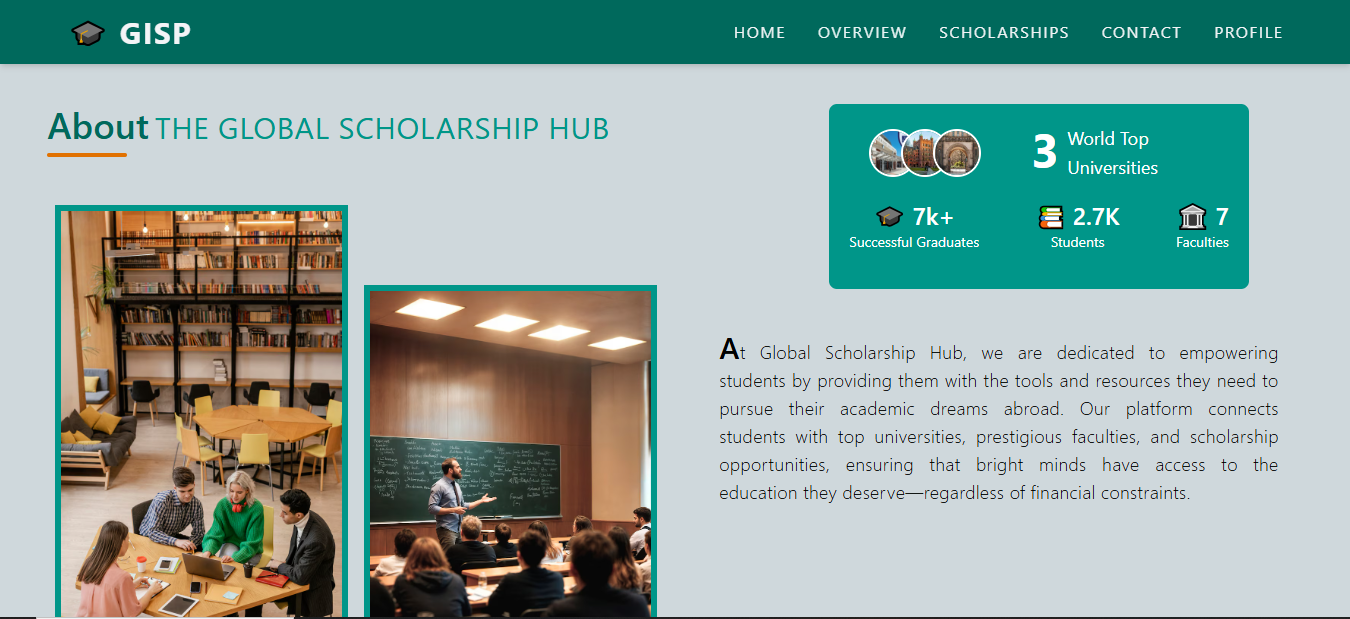 GISP
HOME OVERVIEW SCHOLARSHIPS CONTACT PROFILE
About THE GLOBAL SCHOLARSHIP HUB
3 World Top
Universities
7k+ 2.7K 7
Successful Graduates Students Faculties
At Global Scholarship Hub, we are dedicated to empowering
students by providing them with the tools and resources they need to
pursue their academic dreams abroad. Our platform connects
students with top universities, prestigious faculties, and scholarship
opportunities, ensuring that bright minds have access to the
education they deserve—regardless of financial constraints.